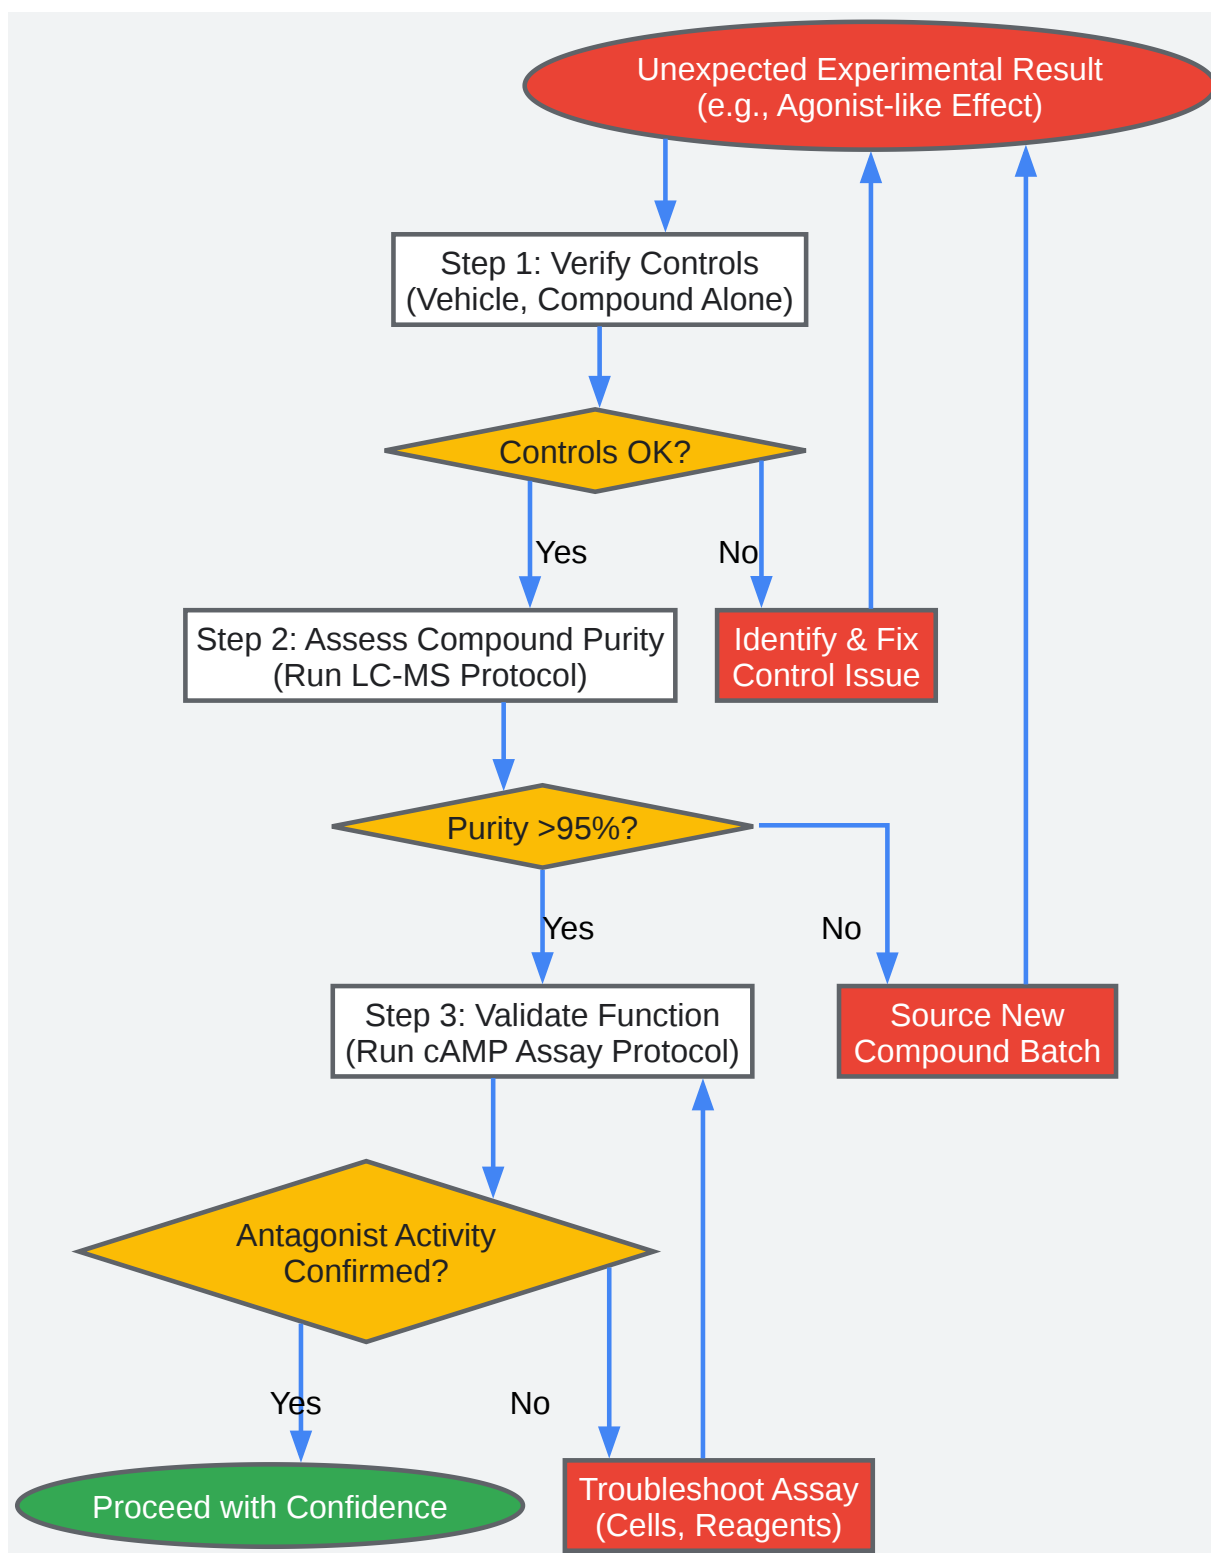 Unexpected Experimental Result
(e.g., Agonist-like Effect)
Step 1: Verify Controls
(Vehicle, Compound Alone)
Controls OK?
Yes
No
Step 2: Assess Compound Purity
(Run LC-MS Protocol)
Identify & Fix
Control Issue
Purity >95%?
Yes
No
Step 3: Validate Function
(Run cAMP Assay Protocol)
Source New
Compound Batch
Antagonist Activity
Confirmed?
Yes
No
Proceed with Confidence
Troubleshoot Assay
(Cells, Reagents)